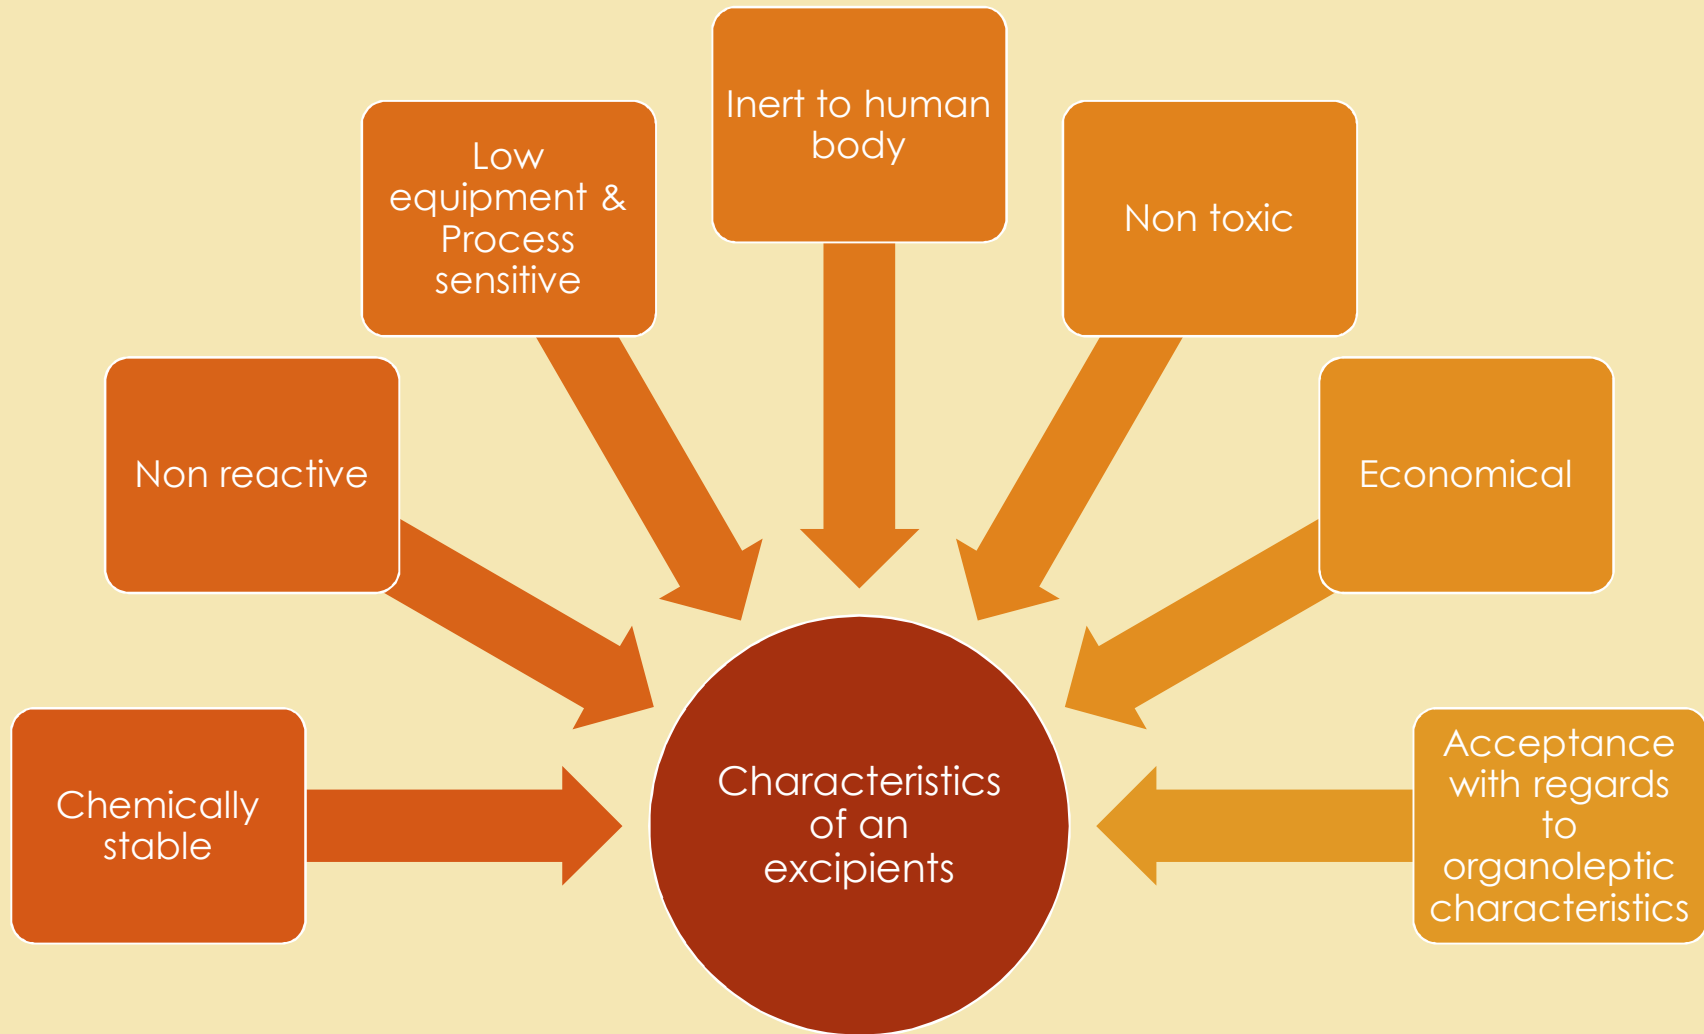 Inert to human
body
Low
equipment &
Process
sensitive
Non toxic
Non reactive
Economical
Chemically
stable
Characteristics
of an
excipients
Acceptance
with regards
to
organoleptic
characteristics